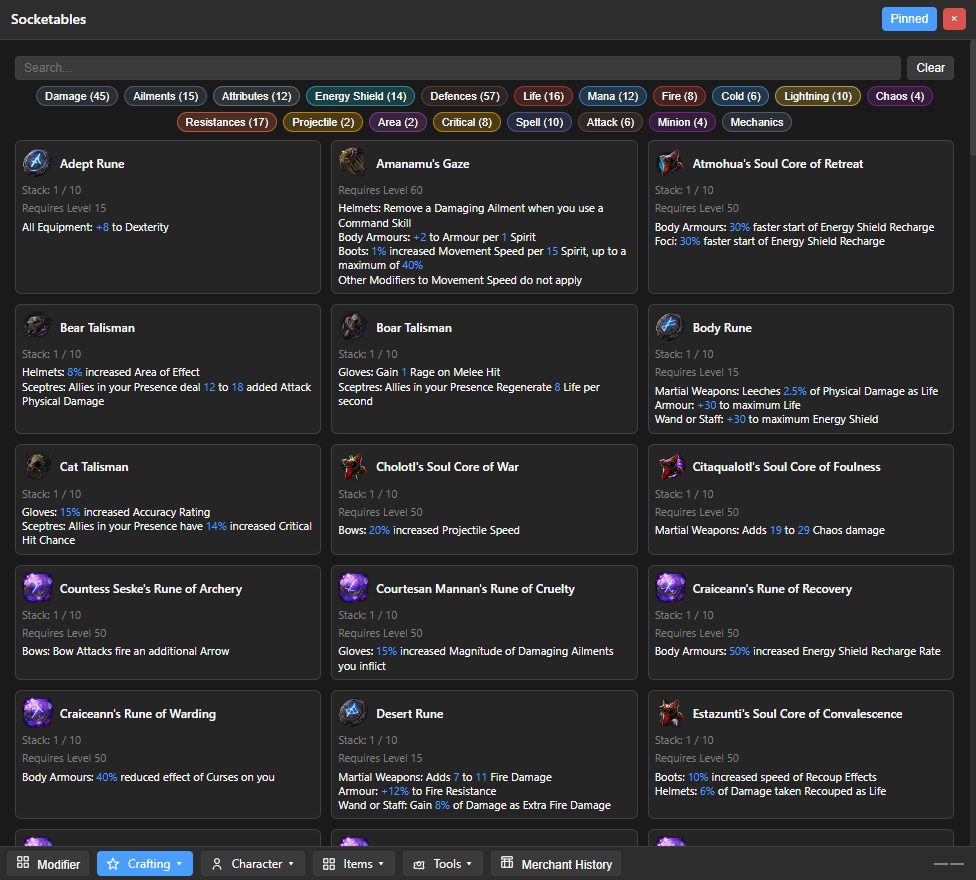 Socketables
Pinned
×
Search...
Clear
Damage (45)
Ailments (15)
Attributes (12)
Energy Shield (14)
Defences (57)
Life (16)
Mana (12)
Fire (8)
Cold (6)
Lightning (10)
Chaos (4)
Resistances (17)
Projectile (2)
Area (2)
Critical (8)
Spell (10)
Attack (6)
Minion (4)
Mechanics
Adept Rune
Stack: 1 / 10
Requires Level 15
All Equipment: +8 to Dexterity
Amanamu's Gaze
Requires Level 60
Helmets: Remove a Damaging Ailment when you use a
Command Skill
Body Armours: +2 to Armour per 1 Spirit
Boots: 1% increased Movement Speed per 15 Spirit, up to a
maximum of 40%
Other Modifiers to Movement Speed do not apply
Atmohua's Soul Core of Retreat
Stack: 1 / 10
Requires Level 50
Body Armours: 30% faster start of Energy Shield Recharge
Foci: 30% faster start of Energy Shield Recharge
Bear Talisman
Stack: 1 / 10
Helmets: 8% increased Area of Effect
Sceptres: Allies in your Presence deal 12 to 18 added Attack
Physical Damage
Boar Talisman
Stack: 1 / 10
Gloves: Gain 1 Rage on Melee Hit
Sceptres: Allies in your Presence Regenerate 8 Life per
second
Body Rune
Stack: 1 / 10
Requires Level 15
Martial Weapons: Leeches 2.5% of Physical Damage as Life
Armour: +30 to maximum Life
Wand or Staff: +30 to maximum Energy Shield
Cat Talisman
Stack: 1 / 10
Gloves: 15% increased Accuracy Rating
Sceptres: Allies in your Presence have 14% increased Critical
Hit Chance
Cholotl's Soul Core of War
Stack: 1 / 10
Requires Level 50
Bows: 20% increased Projectile Speed
Citaqualotl's Soul Core of Foulness
Stack: 1 / 10
Requires Level 50
Martial Weapons: Adds 19 to 29 Chaos damage
Countess Seske's Rune of Archery
Stack: 1 / 10
Requires Level 50
Bows: Bow Attacks fire an additional Arrow
Courtesan Mannan's Rune of Cruelty
Stack: 1 / 10
Requires Level 50
Gloves: 15% increased Magnitude of Damaging Ailments
you inflict
Craiceann's Rune of Recovery
Stack: 1 / 10
Requires Level 50
Body Armours: 50% increased Energy Shield Recharge Rate
Craiceann's Rune of Warding
Stack: 1 / 10
Requires Level 50
Body Armours: 40% reduced effect of Curses on you
Desert Rune
Stack: 1 / 10
Requires Level 15
Martial Weapons: Adds 7 to 11 Fire Damage
Armour: +12% to Fire Resistance
Wand or Staff: Gain 8% of Damage as Extra Fire Damage
Estazunti's Soul Core of Convalescence
Stack: 1 / 10
Requires Level 50
Boots: 10% increased speed of Recoup Effects
Helmets: 6% of Damage taken Recouped as Life
Modifier
Crafting
Character
Items
Tools
Merchant History